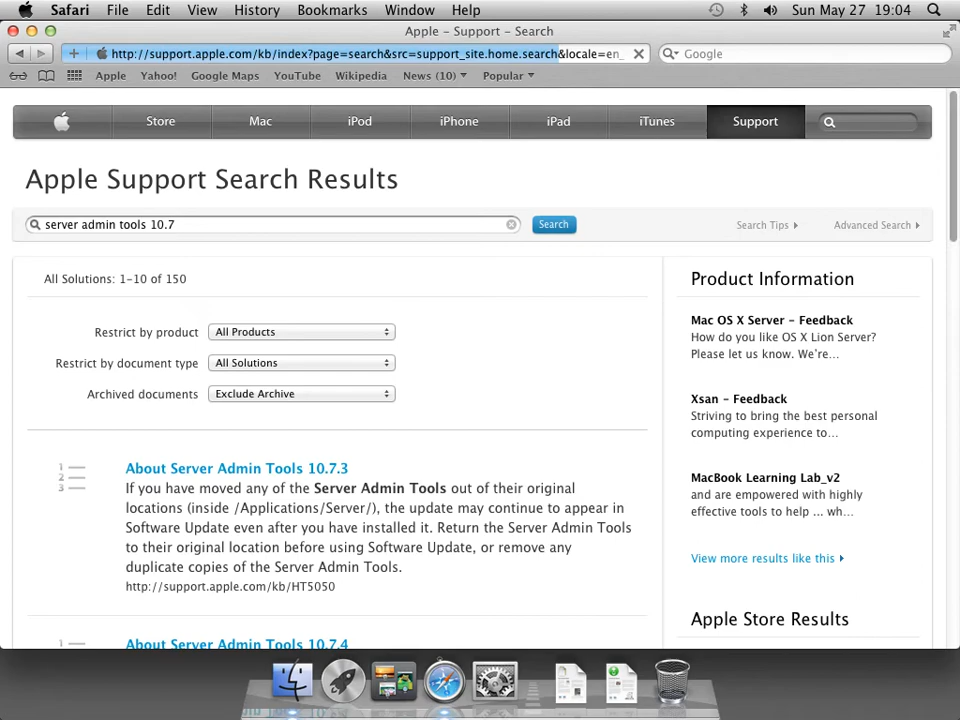 Safari File Edit View History Bookmarks Window Help Sun May 27 19:04
Apple – Support – Search
http://support.apple.com/kb/index?page=search&src=support_site.home.search&locale=en_ Google
Apple Yahoo! Google Maps YouTube Wikipedia News (10) Popular
Store Mac iPod iPhone iPad iTunes Support
Apple Support Search Results
server admin tools 10.7 Search Search Tips Advanced Search
All Solutions: 1–10 of 150
Restrict by product All Products
Restrict by document type All Solutions
Archived documents Exclude Archive
1
2
3
About Server Admin Tools 10.7.3
If you have moved any of the Server Admin Tools out of their original
locations (inside /Applications/Server/), the update may continue to appear in
Software Update even after you have installed it. Return the Server Admin Tools
to their original location before using Software Update, or remove any
duplicate copies of the Server Admin Tools.
http://support.apple.com/kb/HT5050
1
About Server Admin Tools 10.7.4
Product Information
Mac OS X Server – Feedback
How do you like OS X Lion Server?
Please let us know. We're...
Xsan – Feedback
Striving to bring the best personal
computing experience to...
MacBook Learning Lab_v2
and are empowered with highly
effective tools to help ... wh...
View more results like this
Apple Store Results